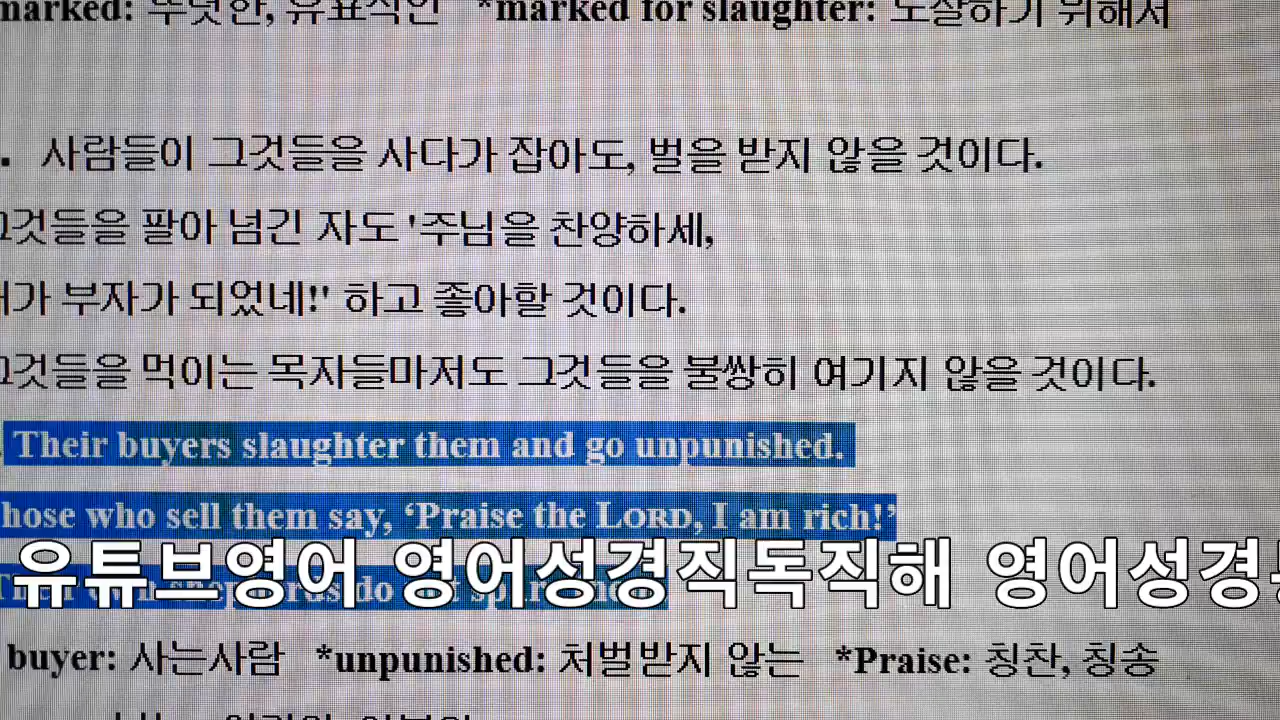 marked: 뚜렷한, 유표적인 *marked for slaughter: 도살하기 위해서
. 사람들이 그것들을 사다가 잡아도, 벌을 받지 않을 것이다.
그것들을 팔아 넘긴 자도 '주님을 찬양하세,
내가 부자가 되었네!' 하고 좋아할 것이다.
그것들을 먹이는 목자들마저도 그것들을 불쌍히 여기지 않을 것이다.
Their buyers slaughter them and go unpunished.
hose who sell them say, ‘Praise the LORD, I am rich!’
유튜브영어 영어성경직독직해 영어성경
do
buyer: 사는사람 *unpunished: 처벌받지 않는 *Praise: 칭찬, 칭송